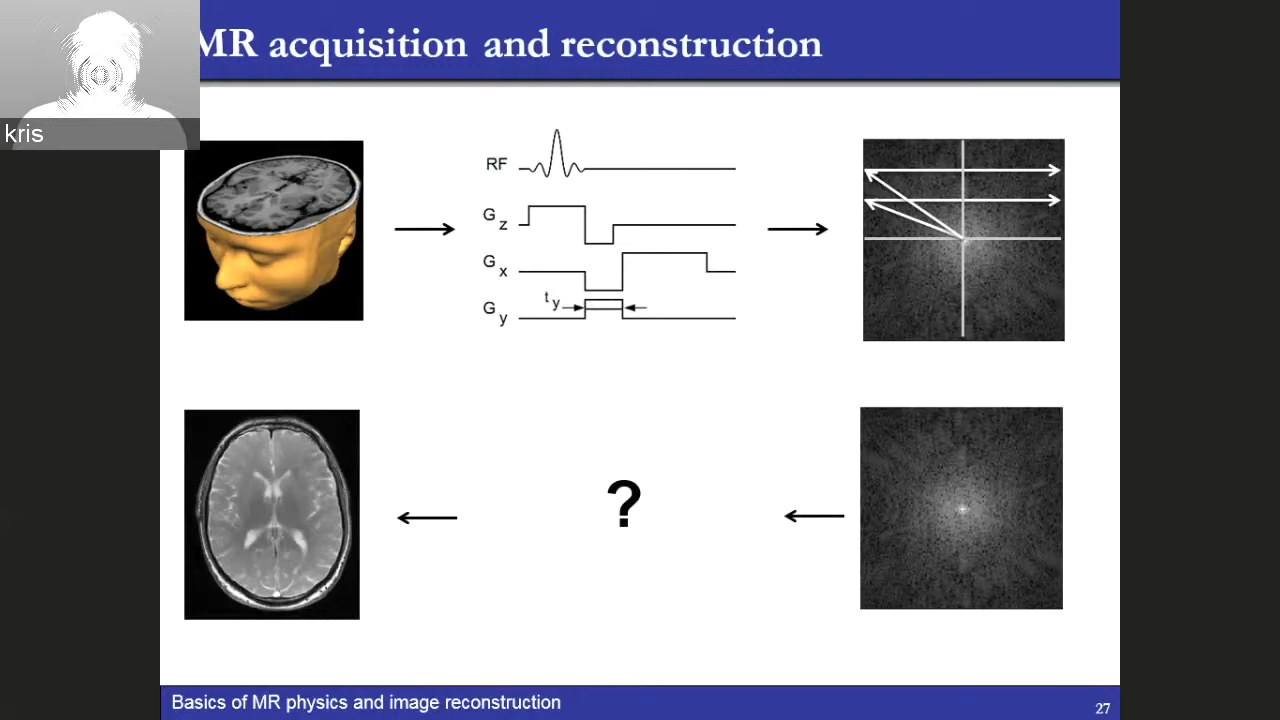 MR acquisition and reconstruction
kris
RF
G z
G x
t y
G y
?
Basics of MR physics and image reconstruction
27